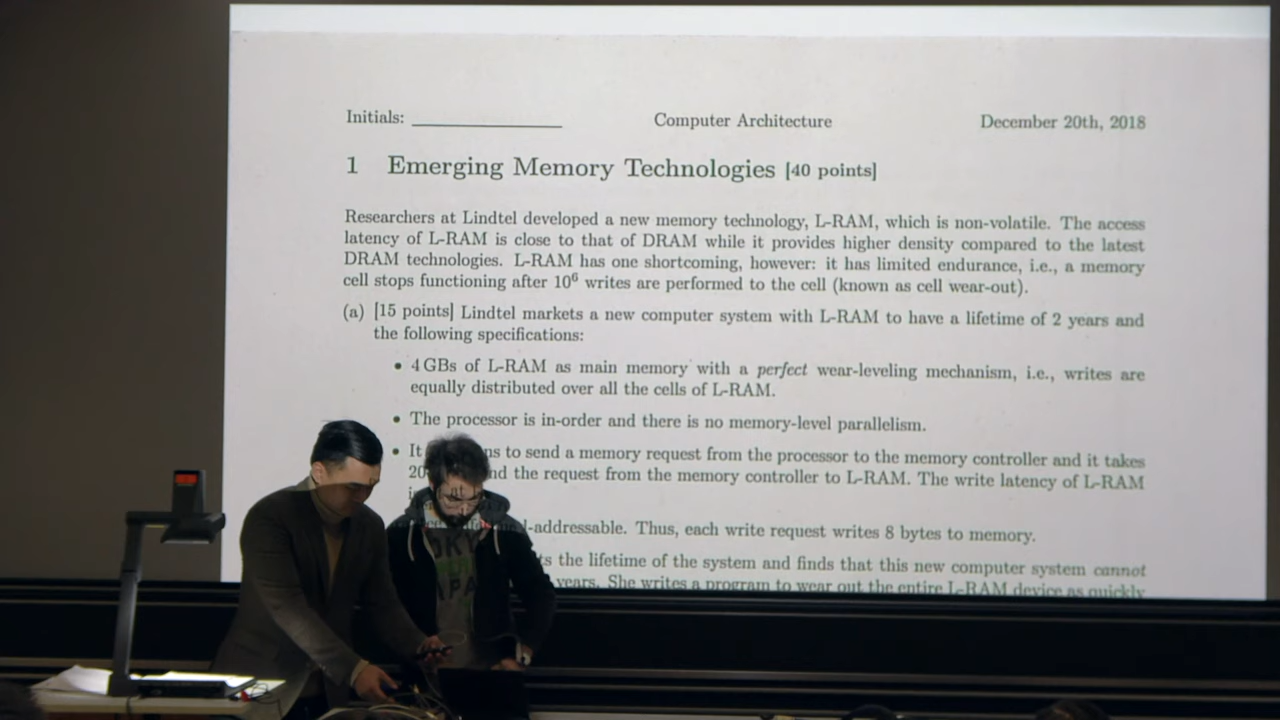 Initials: Computer Architecture December 20th, 2018
1 Emerging Memory Technologies [40 points]
Researchers at Lindtel developed a new memory technology, L-RAM, which is non-volatile. The access
latency of L-RAM is close to that of DRAM while it provides higher density compared to the latest
DRAM technologies. L-RAM has one shortcoming, however: it has limited endurance, i.e., a memory
cell stops functioning after 10⁶ writes are performed to the cell (known as cell wear-out).
(a) [15 points] Lindtel markets a new computer system with L-RAM to have a lifetime of 2 years and
the following specifications:
• 4 GBs of L-RAM as main memory with a perfect wear-leveling mechanism, i.e., writes are
equally distributed over all the cells of L-RAM.
• The processor is in-order and there is no memory-level parallelism.
• It ns to send a memory request from the processor to the memory controller and it takes
20 nd the request from the memory controller to L-RAM. The write latency of L-RAM
-addressable. Thus, each write request writes 8 bytes to memory.
ts the lifetime of the system and finds that this new computer system cannot
years. She writes a program to wear out the entire L-RAM device as quickly